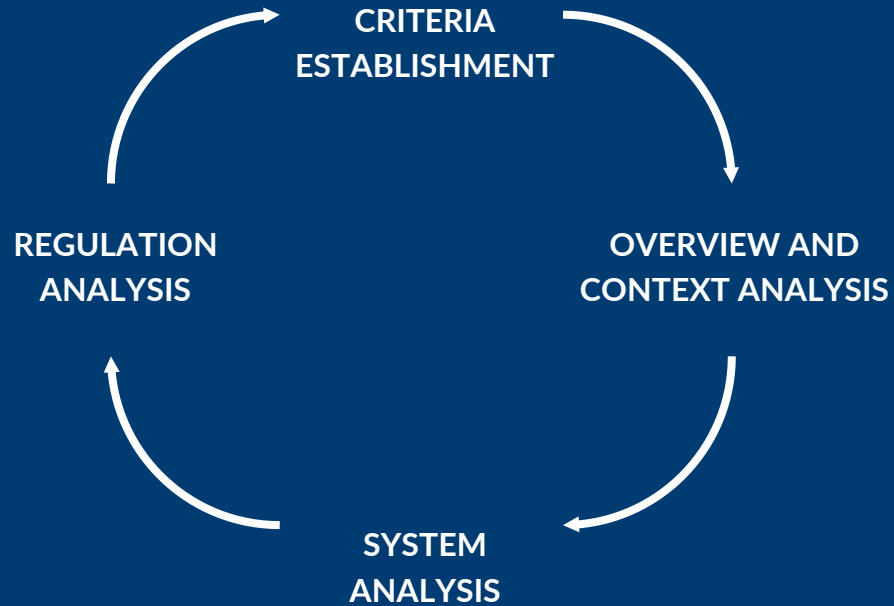 CRITERIA
ESTABLISHMENT
REGULATION
ANALYSIS
OVERVIEW AND
CONTEXT ANALYSIS
SYSTEM
ANALYSIS